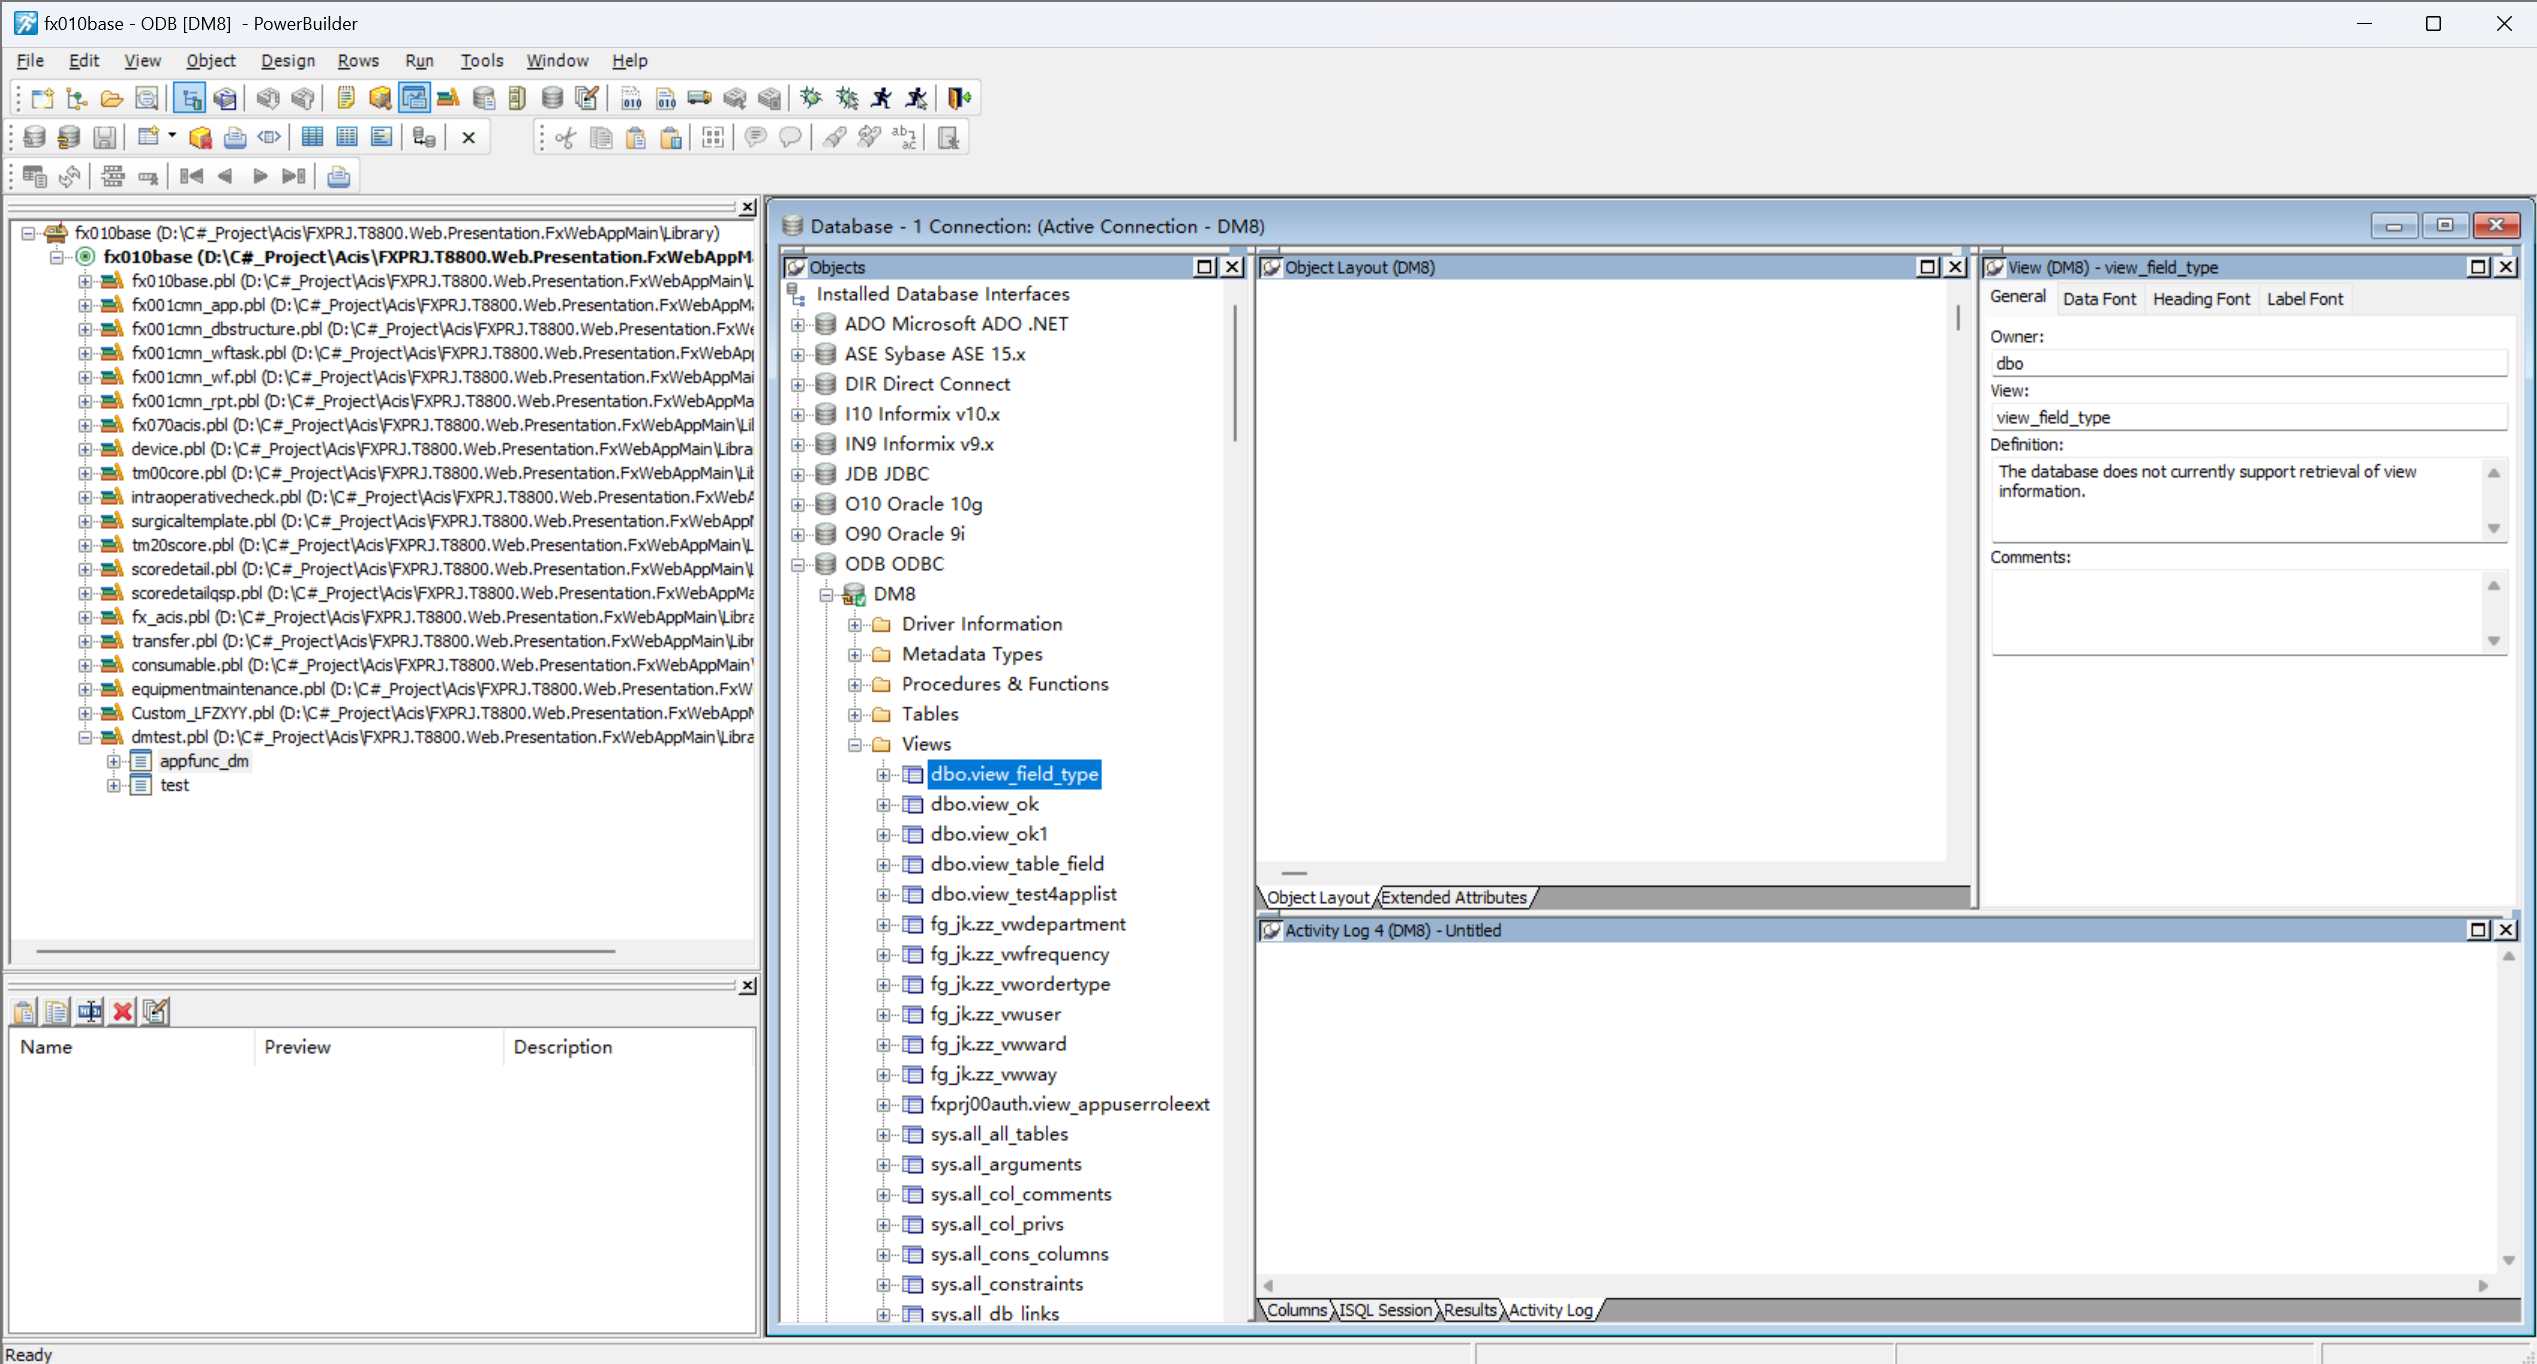 fx010base - ODB [DM8]  - PowerBuilder
File Edit View Object Design Rows Run Tools Window Help
fx010base (D:\C#_Project\Acis\FXPRJ.T8800.Web.Presentation.FxWebAppMain\Library)
fx010base (D:\C#_Project\Acis\FXPRJ.T8800.Web.Presentation.FxWebAppM
fx010base.pbl (D:\C#_Project\Acis\FXPRJ.T8800.Web.Presentation.FxWebAppMain\L
fx001cmn_app.pbl (D:\C#_Project\Acis\FXPRJ.T8800.Web.Presentation.FxWebAppMa
fx001cmn_dbstructure.pbl (D:\C#_Project\Acis\FXPRJ.T8800.Web.Presentation.FxWe
fx001cmn_wftask.pbl (D:\C#_Project\Acis\FXPRJ.T8800.Web.Presentation.FxWebApp
fx001cmn_wf.pbl (D:\C#_Project\Acis\FXPRJ.T8800.Web.Presentation.FxWebAppMai
fx001cmn_rpt.pbl (D:\C#_Project\Acis\FXPRJ.T8800.Web.Presentation.FxWebAppMa
fx070acis.pbl (D:\C#_Project\Acis\FXPRJ.T8800.Web.Presentation.FxWebAppMain\Lil
device.pbl (D:\C#_Project\Acis\FXPRJ.T8800.Web.Presentation.FxWebAppMain\Libra
tm00core.pbl (D:\C#_Project\Acis\FXPRJ.T8800.Web.Presentation.FxWebAppMain\Lib
intraoperativecheck.pbl (D:\C#_Project\Acis\FXPRJ.T8800.Web.Presentation.FxWebA
surgicaltemplate.pbl (D:\C#_Project\Acis\FXPRJ.T8800.Web.Presentation.FxWebAppM
tm20score.pbl (D:\C#_Project\Acis\FXPRJ.T8800.Web.Presentation.FxWebAppMain\L
scoredetail.pbl (D:\C#_Project\Acis\FXPRJ.T8800.Web.Presentation.FxWebAppMain\L
scoredetailqsp.pbl (D:\C#_Project\Acis\FXPRJ.T8800.Web.Presentation.FxWebAppMa
fx_acis.pbl (D:\C#_Project\Acis\FXPRJ.T8800.Web.Presentation.FxWebAppMain\Libra
transfer.pbl (D:\C#_Project\Acis\FXPRJ.T8800.Web.Presentation.FxWebAppMain\Libr
consumable.pbl (D:\C#_Project\Acis\FXPRJ.T8800.Web.Presentation.FxWebAppMain\
equipmentmaintenance.pbl (D:\C#_Project\Acis\FXPRJ.T8800.Web.Presentation.FxW
Custom_LFZXYY.pbl (D:\C#_Project\Acis\FXPRJ.T8800.Web.Presentation.FxWebAppM
dmtest.pbl (D:\C#_Project\Acis\FXPRJ.T8800.Web.Presentation.FxWebAppMain\Libra
appfunc_dm
test
Name Preview Description
Database - 1 Connection: (Active Connection - DM8)
Objects
Installed Database Interfaces
ADO Microsoft ADO .NET
ASE Sybase ASE 15.x
DIR Direct Connect
I10 Informix v10.x
IN9 Informix v9.x
JDB JDBC
O10 Oracle 10g
O90 Oracle 9i
ODB ODBC
DM8
Driver Information
Metadata Types
Procedures & Functions
Tables
Views
dbo.view_field_type
dbo.view_ok
dbo.view_ok1
dbo.view_table_field
dbo.view_test4applist
fg_jk.zz_vwdepartment
fg_jk.zz_vwfrequency
fg_jk.zz_vwordertype
fg_jk.zz_vwuser
fg_jk.zz_vwward
fg_jk.zz_vwway
fxprj00auth.view_appuserroleext
sys.all_all_tables
sys.all_arguments
sys.all_col_comments
sys.all_col_privs
sys.all_cons_columns
sys.all_constraints
sys.all_db_links
Object Layout (DM8)
Object Layout Extended Attributes
View (DM8) - view_field_type
General Data Font Heading Font Label Font
Owner:
dbo
View:
view_field_type
Definition:
The database does not currently support retrieval of view
information.
Comments:
Activity Log 4 (DM8) - Untitled
Columns ISQL Session Results Activity Log
Ready